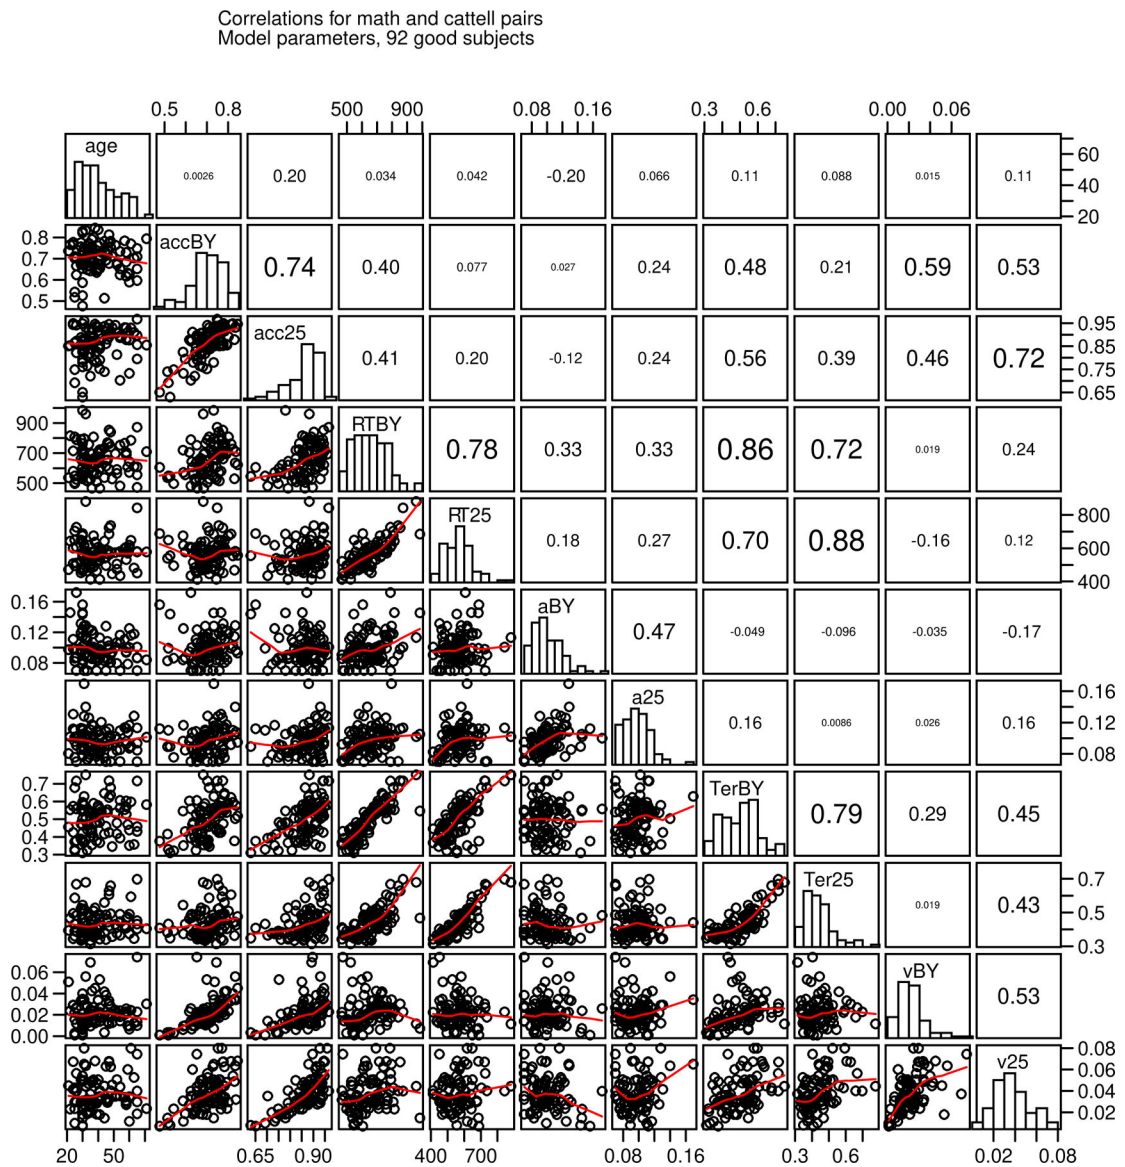 Correlations for math and cattell pairs
Model parameters, 92 good subjects
0.5 0.8 500 900 0.08 0.16 0.3 0.6 0.00 0.06
age 0.0026 0.20 0.034 0.042 -0.20 0.066 0.11 0.088 0.015 0.11 20 40 60
0.5 0.6 0.7 0.8 accBY 0.74 0.40 0.077 0.027 0.24 0.48 0.21 0.59 0.53
acc25 0.41 0.20 -0.12 0.24 0.56 0.39 0.46 0.72 0.65 0.75 0.85 0.95
500 700 900 RTBY 0.78 0.33 0.33 0.86 0.72 0.019 0.24
RT25 0.18 0.27 0.70 0.88 -0.16 0.12 400 600 800
0.08 0.12 0.16 aBY 0.47 -0.049 -0.096 -0.035 -0.17
a25 0.16 0.0086 0.026 0.16 0.08 0.12 0.16
0.3 0.4 0.5 0.6 0.7 TerBY 0.79 0.29 0.45
Ter25 0.019 0.43 0.3 0.5 0.7
0.00 0.02 0.04 0.06 vBY 0.53
v25 0.02 0.04 0.06 0.08
20 50 0.65 0.90 400 700 0.08 0.16 0.3 0.6 0.02 0.08